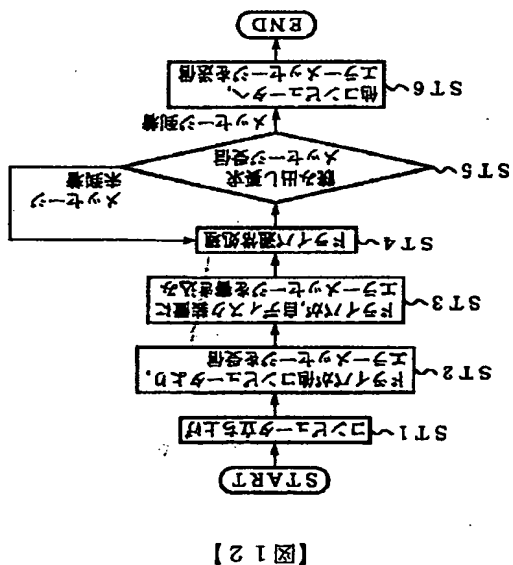 【図12】
START
ST1
コンピュータ立ち上げ
ST2
ドライバが他コンピュータより,
エラーメッセージを受信
ST3
ドライバが,自ディスク装置に
エラーメッセージを書き込み
ST4
ドライバ通常処理
ST5
読み出し要求
メッセージ受信
メッセージ
未到着
メッセージ到着
ST6
他コンピュータへ,
エラーメッセージを送信
END